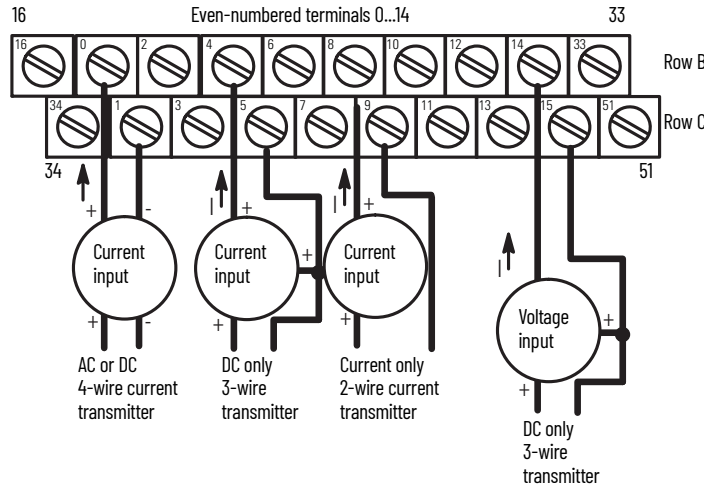 16 Even-numbered terminals 0...14 33
16 0 2 4 6 8 10 12 14 33
Row B
34 1 3 5 7 9 11 13 15 51
Row C
34 51
+ - I + I +
Current
input
Current
input
+
Current
input
I
Voltage
input
+
+ - + +
AC or DC
4-wire current
transmitter
DC only
3-wire
transmitter
Current only
2-wire current
transmitter
+
DC only
3-wire
transmitter